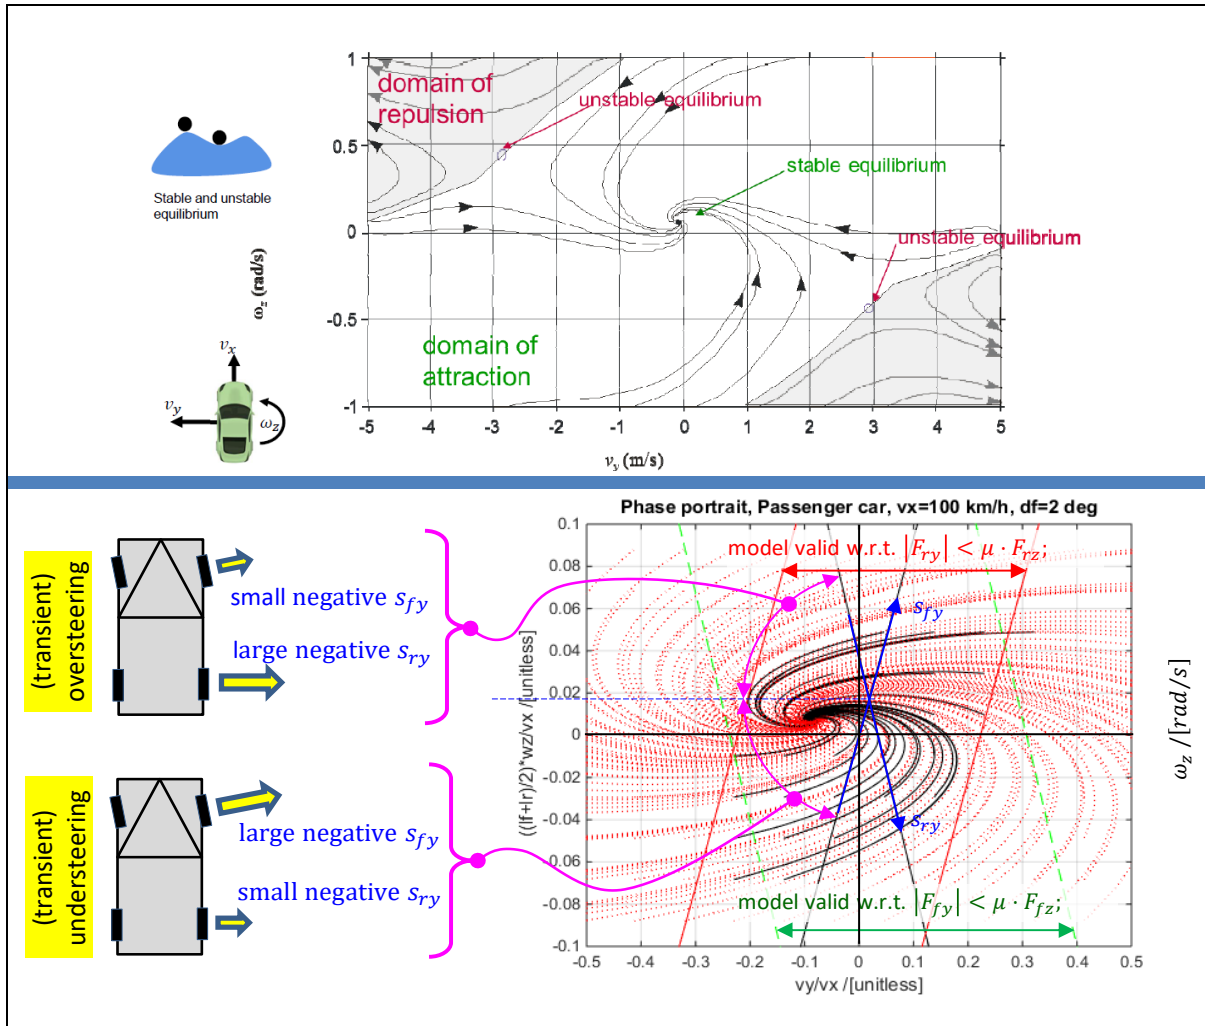 1
domain of
repulsion
unstable equilibrium
0.5
stable equilibrium
Stable and unstable
equilibrium
0
unstable equilibrium
ω_z (rad/s)
-0.5
v_x
domain of
attraction
v_y
ω_z
-1
-5 -4 -3 -2 -1 0 1 2 3 4 5
v_y (m/s)
Phase portrait, Passenger car, vx=100 km/h, df=2 deg
0.1
model valid w.r.t. |F_ry| < μ · F_rz;
(transient)
oversteering
small negative s_fy
large negative s_ry
0.08
0.06
0.04
0.02
0
-0.02
-0.04
-0.06
-0.08
-0.1
s_fy
((lf+lr)/2)*wz/vx /[unitless]
ω_z /[rad/s]
(transient)
understeering
large negative s_fy
small negative s_ry
s_ry
model valid w.r.t. |F_fy| < μ · F_fz;
-0.5 -0.4 -0.3 -0.2 -0.1 0 0.1 0.2 0.3 0.4 0.5
vy/vx /[unitless]